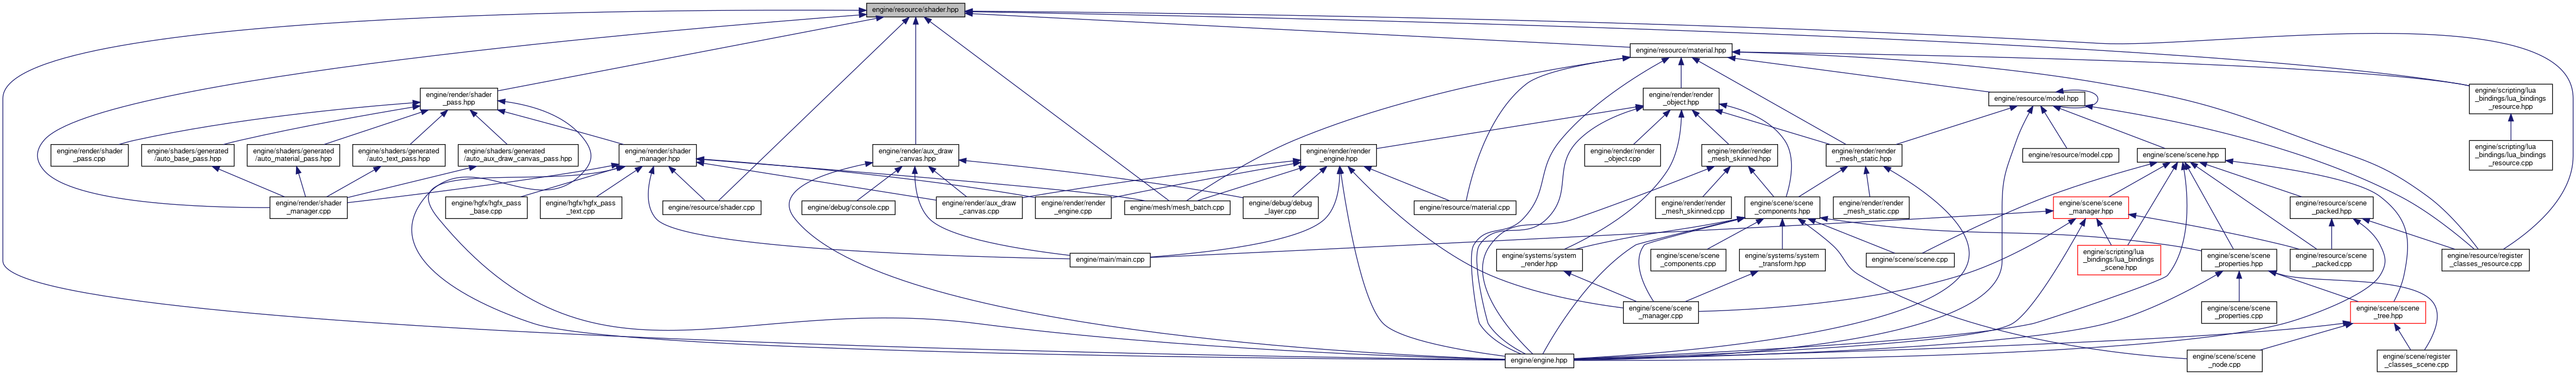 engine/resource/shader.hpp
engine/resource/material.hpp
engine/render/shader
_pass.hpp
engine/render/render
_object.hpp
engine/resource/model.hpp
engine/scripting/lua
_bindings/lua_bindings
_resource.hpp
engine/render/shader
_pass.cpp
engine/shaders/generated
/auto_base_pass.hpp
engine/shaders/generated
/auto_material_pass.hpp
engine/shaders/generated
/auto_text_pass.hpp
engine/shaders/generated
/auto_aux_draw_canvas_pass.hpp
engine/render/shader
_manager.hpp
engine/render/aux_draw
_canvas.hpp
engine/render/render
_engine.hpp
engine/render/render
_object.cpp
engine/render/render
_mesh_skinned.hpp
engine/render/render
_mesh_static.hpp
engine/resource/model.cpp
engine/scene/scene.hpp
engine/scripting/lua
_bindings/lua_bindings
_resource.cpp
engine/render/shader
_manager.cpp
engine/hgfx/hgfx_pass
_base.cpp
engine/hgfx/hgfx_pass
_text.cpp
engine/resource/shader.cpp
engine/debug/console.cpp
engine/render/aux_draw
_canvas.cpp
engine/render/render
_engine.cpp
engine/mesh/mesh_batch.cpp
engine/debug/debug
_layer.cpp
engine/resource/material.cpp
engine/render/render
_mesh_skinned.cpp
engine/scene/scene
_components.hpp
engine/render/render
_mesh_static.cpp
engine/scene/scene
_manager.hpp
engine/resource/scene
_packed.hpp
engine/main/main.cpp
engine/systems/system
_render.hpp
engine/scene/scene
_components.cpp
engine/systems/system
_transform.hpp
engine/scene/scene.cpp
engine/scripting/lua
_bindings/lua_bindings
_scene.hpp
engine/scene/scene
_properties.hpp
engine/resource/scene
_packed.cpp
engine/resource/register
_classes_resource.cpp
engine/scene/scene
_manager.cpp
engine/scene/scene
_properties.cpp
engine/scene/scene
_tree.hpp
engine/engine.hpp
engine/scene/scene
_node.cpp
engine/scene/register
_classes_scene.cpp